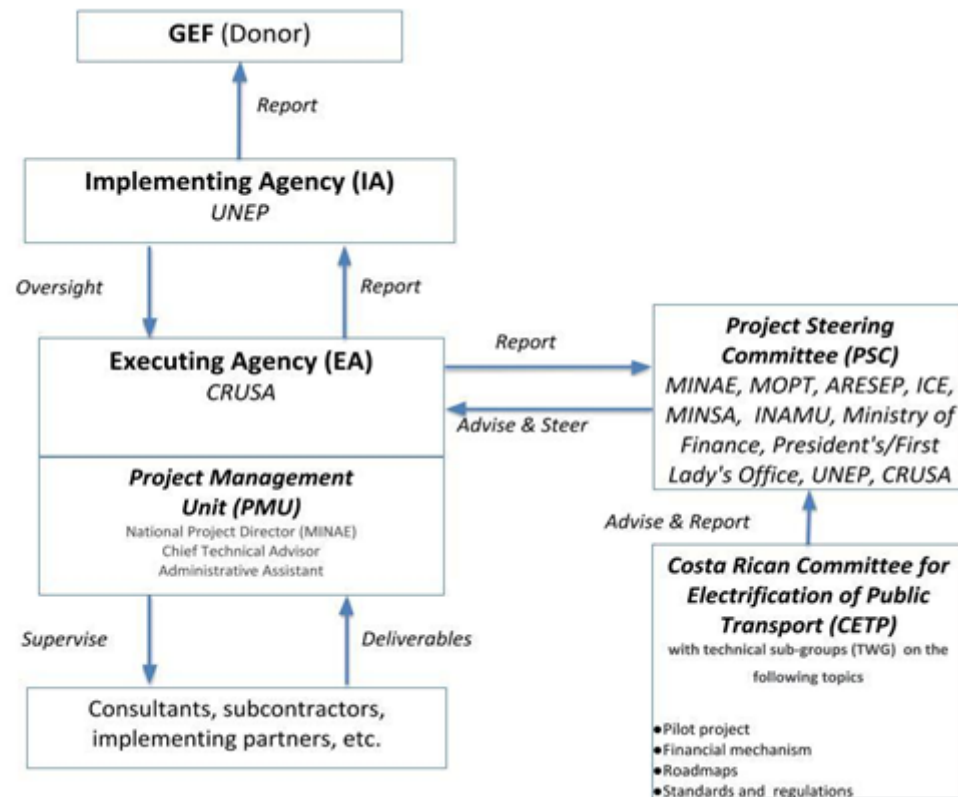 GEF (Donor)
Report
Implementing Agency (IA)
UNEP
Oversight
Report
Executing Agency (EA)
CRUSA
Report
Advise & Steer
Project Steering
Committee (PSC)
MINAE, MOPT, ARESEP, ICE,
MINSA, INAMU, Ministry of
Finance, President's/First
Lady's Office, UNEP, CRUSA
Project Management
Unit (PMU)
National Project Director (MINAE)
Chief Technical Advisor
Administrative Assistant
Advise & Report
Costa Rican Committee for
Electrification of Public
Transport (CETP)
with technical sub-groups (TWG) on the
following topics
●Pilot project
●Financial mechanism
●Roadmaps
●Standards and regulations
Supervise
Deliverables
Consultants, subcontractors,
implementing partners, etc.